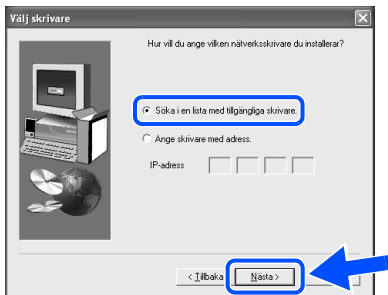 Välj skrivare
Hur vill du ange vilken nätverksskrivare du installerar?
Söka i en lista med tillgängliga skrivare.
Ange skrivare med adress.
IP-adress
< Tillbaka
Nästa >